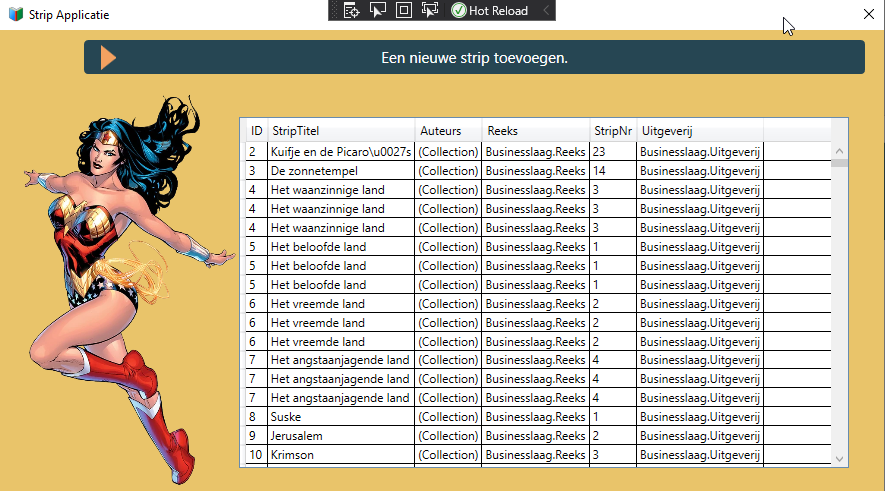 Strip Applicatie
Hot Reload
Een nieuwe strip toevoegen.
ID StripTitel Auteurs Reeks StripNr Uitgeverij
2 Kuifje en de Picaro\u0027s (Collection) Businesslaag.Reeks 23 Businesslaag.Uitgeverij
3 De zonnetempel (Collection) Businesslaag.Reeks 14 Businesslaag.Uitgeverij
4 Het waanzinnige land (Collection) Businesslaag.Reeks 3 Businesslaag.Uitgeverij
4 Het waanzinnige land (Collection) Businesslaag.Reeks 3 Businesslaag.Uitgeverij
4 Het waanzinnige land (Collection) Businesslaag.Reeks 3 Businesslaag.Uitgeverij
5 Het beloofde land (Collection) Businesslaag.Reeks 1 Businesslaag.Uitgeverij
5 Het beloofde land (Collection) Businesslaag.Reeks 1 Businesslaag.Uitgeverij
5 Het beloofde land (Collection) Businesslaag.Reeks 1 Businesslaag.Uitgeverij
6 Het vreemde land (Collection) Businesslaag.Reeks 2 Businesslaag.Uitgeverij
6 Het vreemde land (Collection) Businesslaag.Reeks 2 Businesslaag.Uitgeverij
6 Het vreemde land (Collection) Businesslaag.Reeks 2 Businesslaag.Uitgeverij
7 Het angstaanjagende land (Collection) Businesslaag.Reeks 4 Businesslaag.Uitgeverij
7 Het angstaanjagende land (Collection) Businesslaag.Reeks 4 Businesslaag.Uitgeverij
7 Het angstaanjagende land (Collection) Businesslaag.Reeks 4 Businesslaag.Uitgeverij
8 Suske (Collection) Businesslaag.Reeks 1 Businesslaag.Uitgeverij
9 Jerusalem (Collection) Businesslaag.Reeks 2 Businesslaag.Uitgeverij
10 Krimson (Collection) Businesslaag.Reeks 3 Businesslaag.Uitgeverij